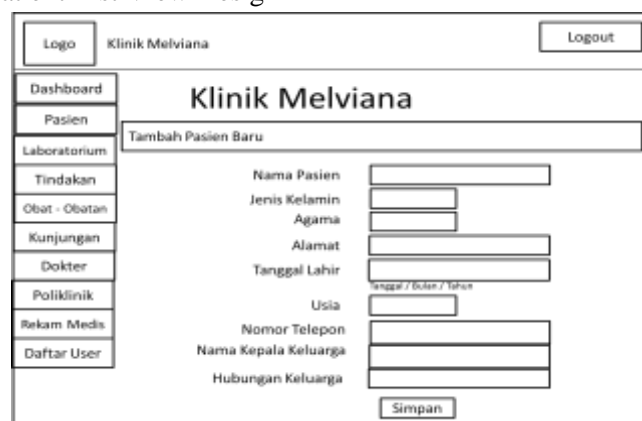 Logo
Klinik Melviana
Logout
Dashboard
Pasien
Laboratorium
Tindakan
Obat - Obatan
Kunjungan
Dokter
Poliklinik
Rekam Medis
Daftar User
Klinik Melviana
Tambah Pasien Baru
Nama Pasien
Jenis Kelamin
Agama
Alamat
Tanggal Lahir
Tanggal / Bulan / Tahun
Usia
Nomor Telepon
Nama Kepala Keluarga
Hubungan Keluarga
Simpan